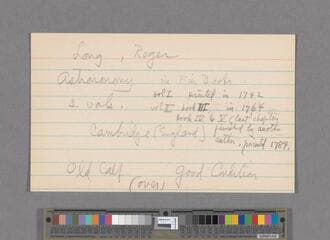 Long, Roger
Astronomy in Five Books
vol I printed in 1742
2 vols. vol II book III - in 1764
book IV & V (last chapter
Cambridge (England) finished by another
author. printed 1784.
Old Calf Good Condition
(over)